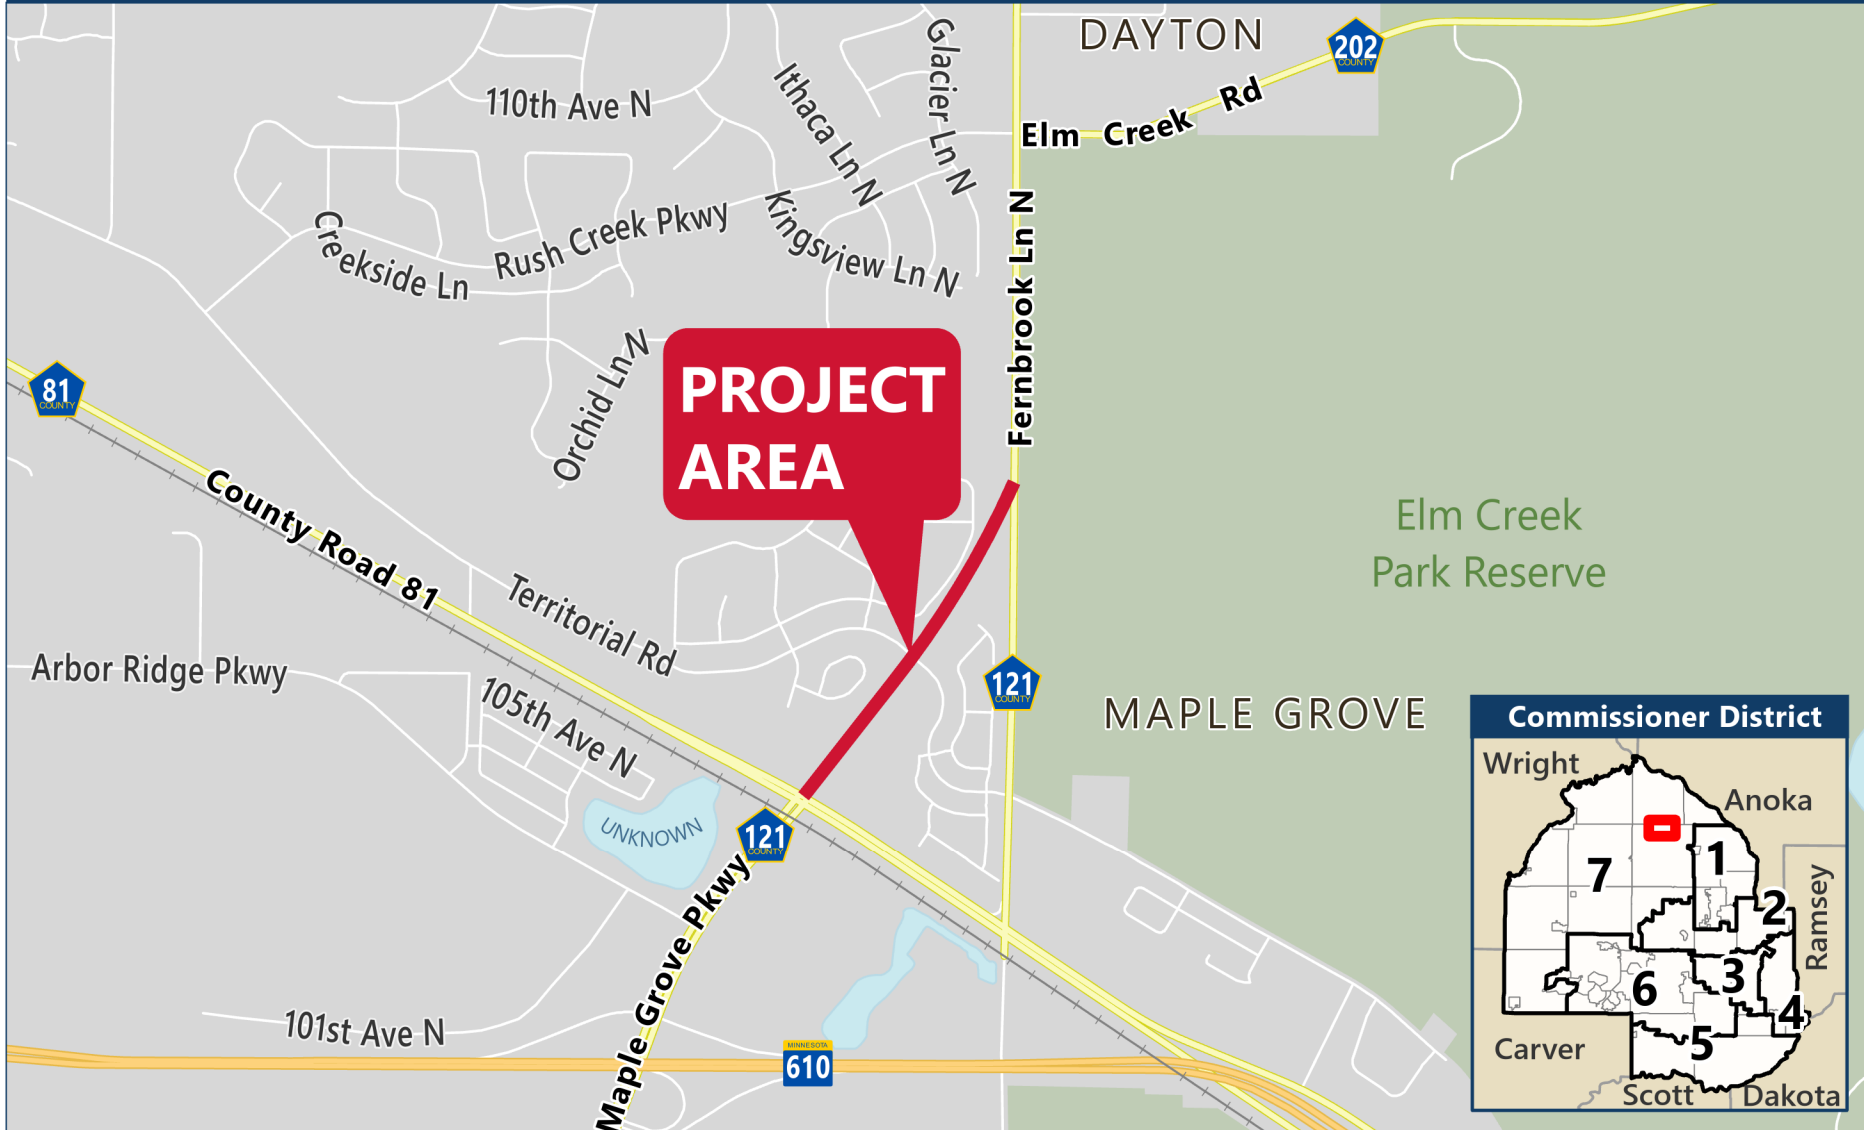 DAYTON
202
COUNTY
Glacier Ln N
Ithaca Ln N
110th Ave N
Elm Creek Rd
Fernbrook Ln N
Kingsview Ln N
Rush Creek Pkwy
Creekside Ln
Orchid Ln N
81
COUNTY
PROJECT
AREA
County Road 81
Elm Creek
Park Reserve
Territorial Rd
Arbor Ridge Pkwy
105th Ave N
121
COUNTY
MAPLE GROVE
UNKNOWN
121
COUNTY
Maple Grove Pkwy
101st Ave N
MINNESOTA
610
Commissioner District
Wright
Anoka
7
1
2
Ramsey
3
6
4
5
Carver
Scott
Dakota